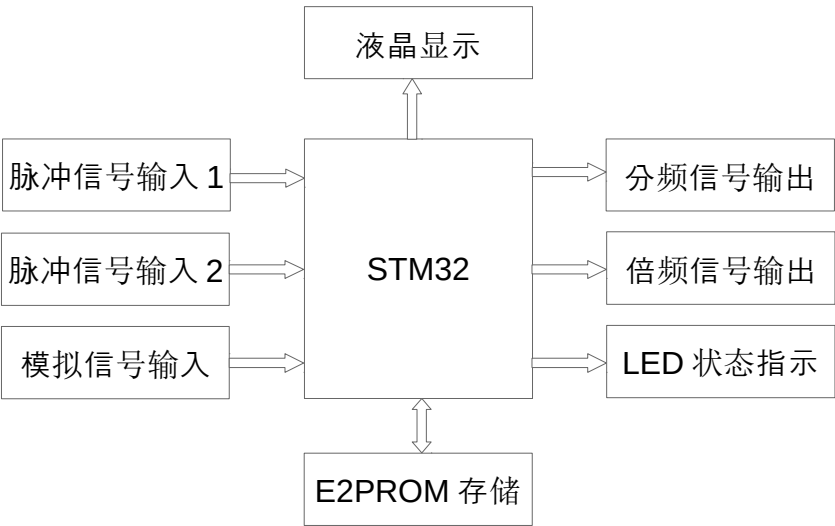 液晶显示
脉冲信号输入 1
分频信号输出
脉冲信号输入 2
STM32
倍频信号输出
模拟信号输入
LED 状态指示
E2PROM 存储